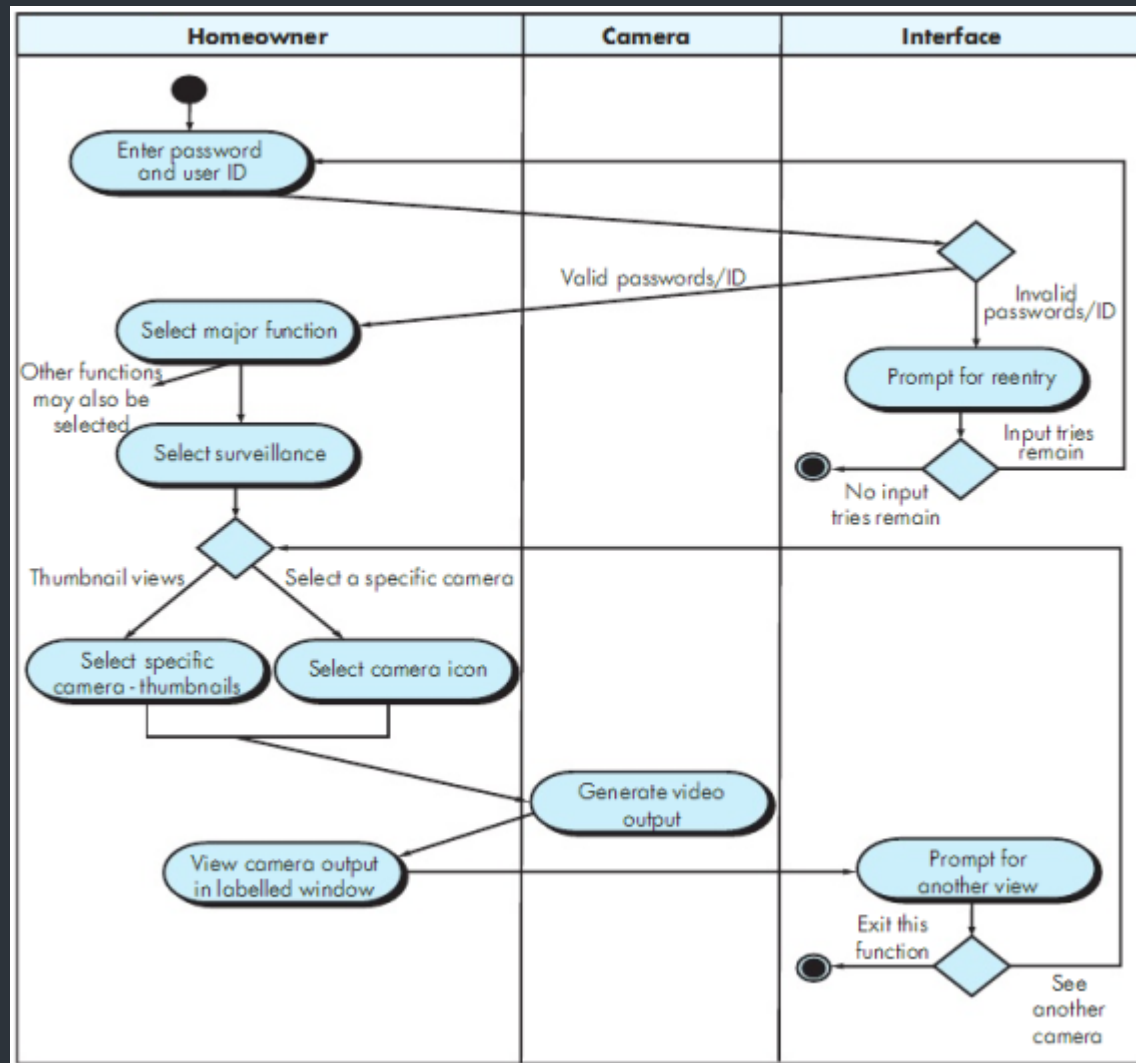 Homeowner
Camera
Interface
Enter password
and user ID
Valid passwords/ID
Invalid
passwords/ID
Select major function
Prompt for reentry
Other functions
may also be
selected
Input tries
remain
Select surveillance
No input
tries remain
Thumbnail views
Select a specific camera
Select specific
camera - thumbnails
Select camera icon
Generate video
output
View camera output
in labelled window
Prompt for
another view
Exit this
function
See
another
camera